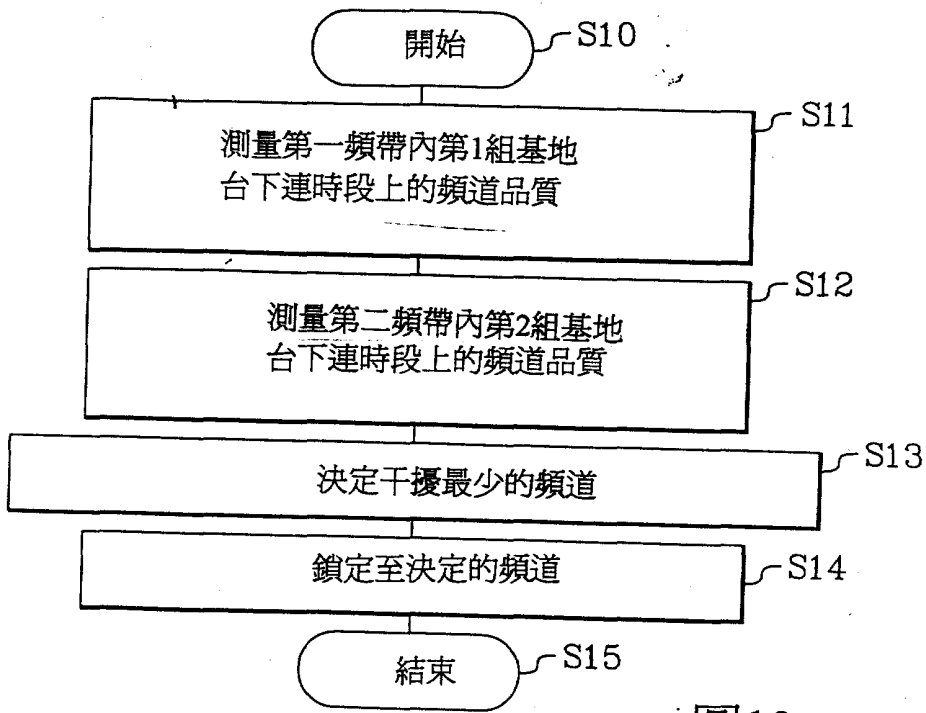 開始
S10
測量第一頻帶內第1組基地
台下連時段上的頻道品質
S11
測量第二頻帶內第2組基地
台下連時段上的頻道品質
S12
決定干擾最少的頻道
S13
鎖定至決定的頻道
S14
結束
S15